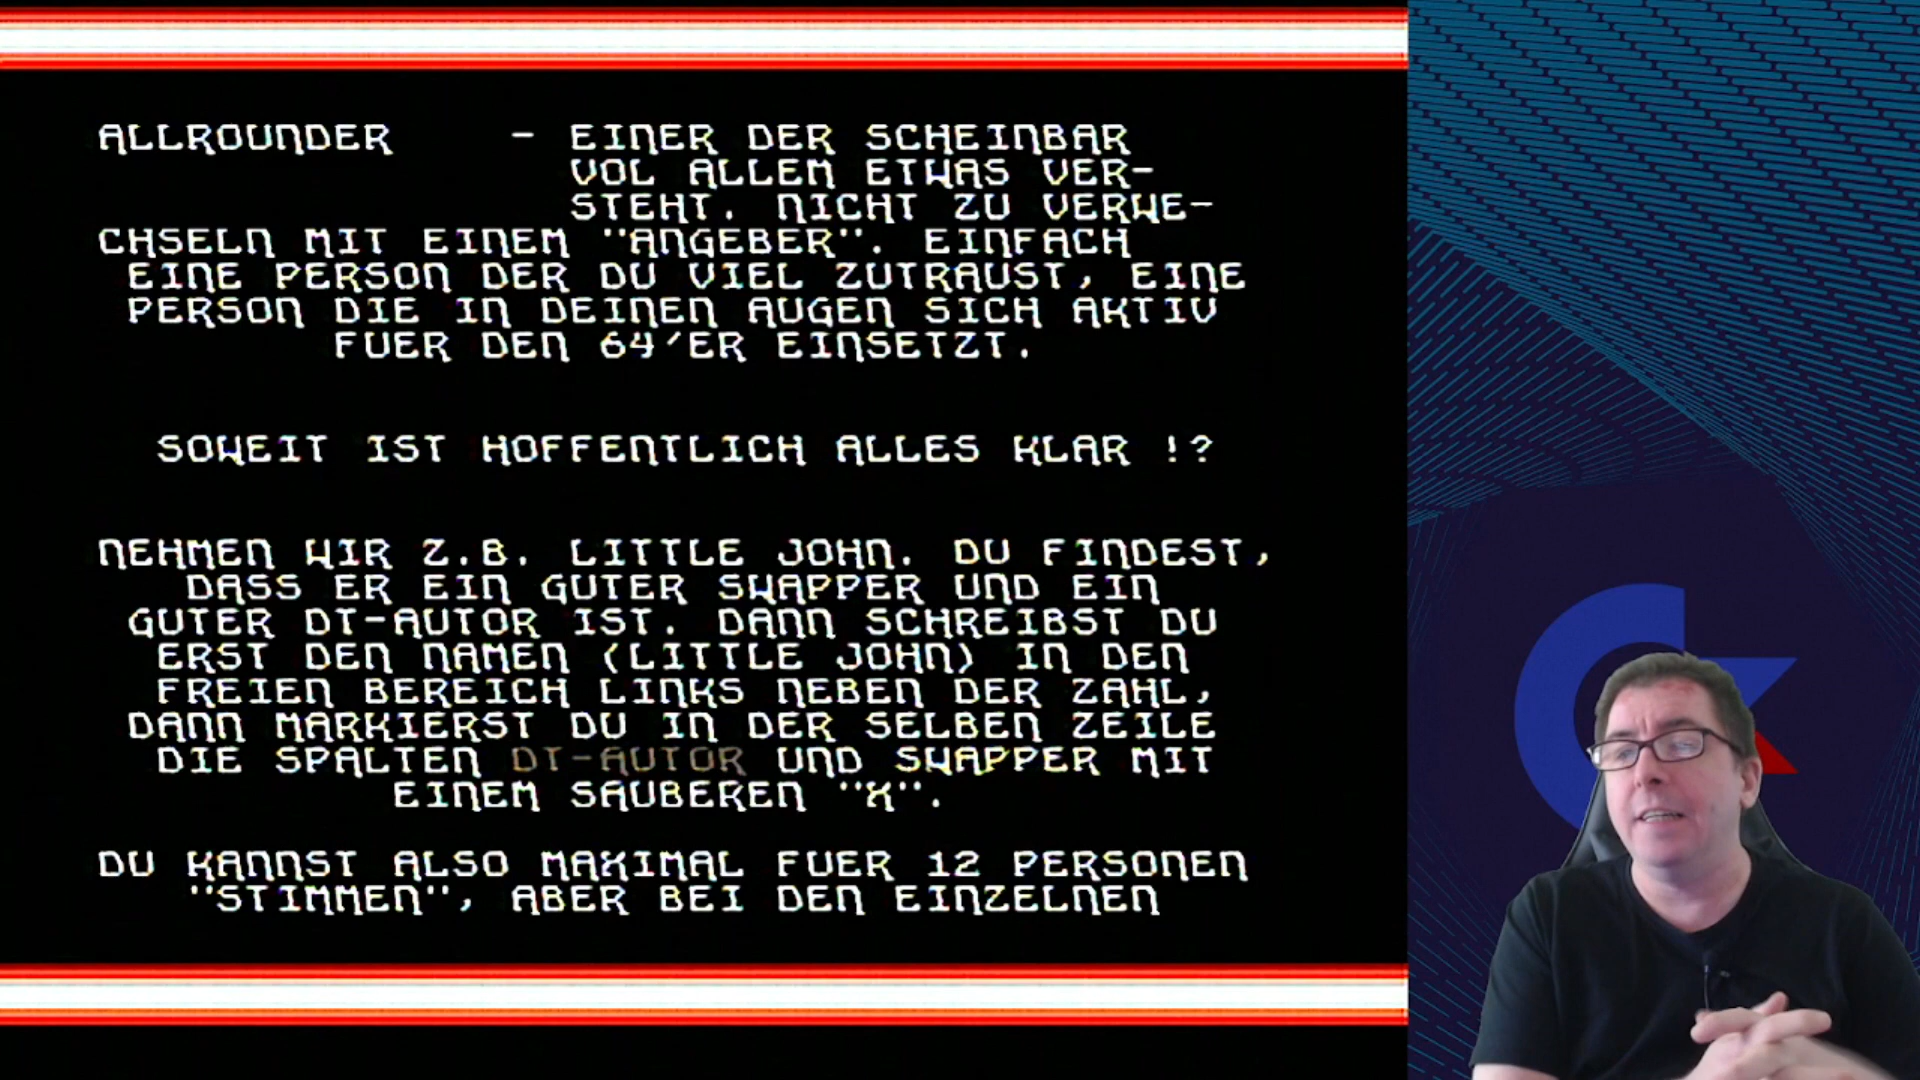 ALLROUNDER - EINER DER SCHEINBAR
VOL ALLEM ETWAS VER-
STEHT. NICHT ZU VERWE-
CHSELN MIT EINEM "ANGEBER". EINFACH
EINE PERSON DER DU VIEL ZUTRAUST, EINE
PERSON DIE IN DEINEN AUGEN SICH AKTIV
FUER DEN 64'ER EINSETZT.
SOWEIT IST HOFFENTLICH ALLES KLAR !?
NEHMEN WIR Z.B. LITTLE JOHN. DU FINDEST,
DASS ER EIN GUTER SWAPPER UND EIN
GUTER DT-AUTOR IST. DANN SCHREIBST DU
ERST DEN NAMEN (LITTLE JOHN) IN DEN
FREIEN BEREICH LINKS NEBEN DER ZAHL,
DANN MARKIERST DU IN DER SELBEN ZEILE
DIE SPALTEN DT-AUTOR UND SWAPPER MIT
EINEM SAUBEREN "X".
DU KANNST ALSO MAXIMAL FUER 12 PERSONEN
"STIMMEN", ABER BEI DEN EINZELNEN